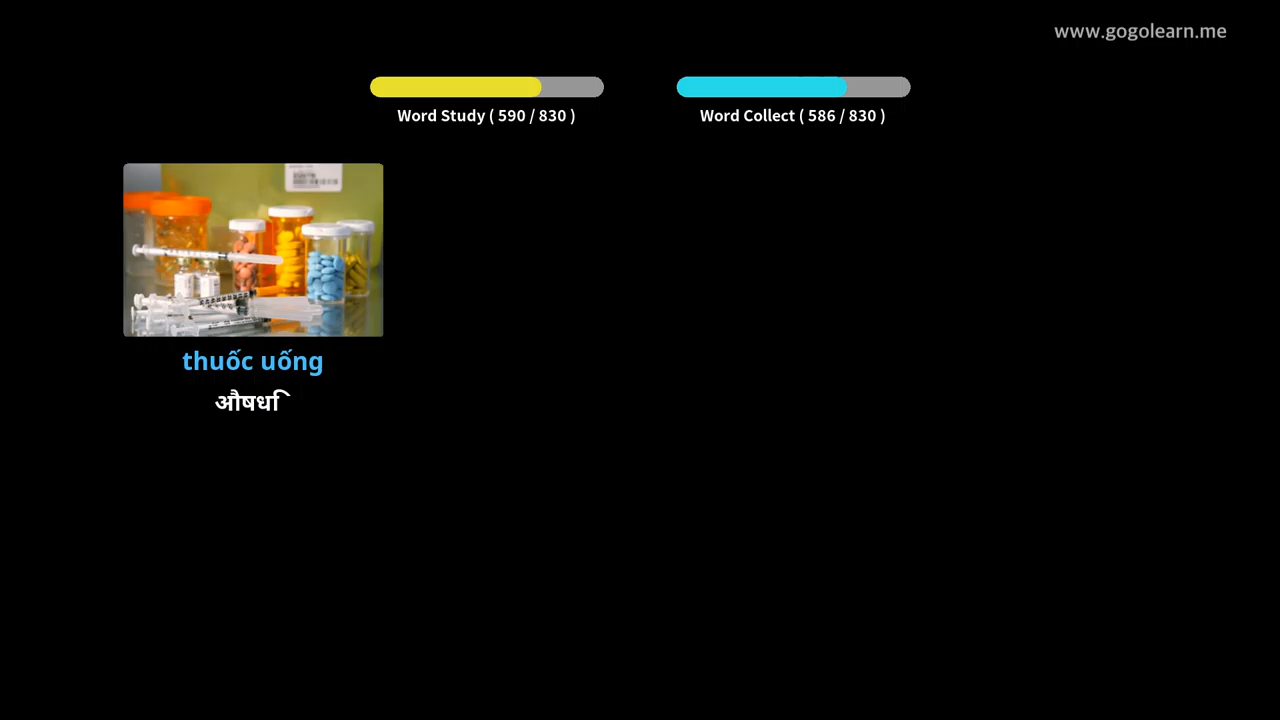 www.gogolearn.me
Word Study ( 590 / 830 )
Word Collect ( 586 / 830 )
thuốc uống
औषधि